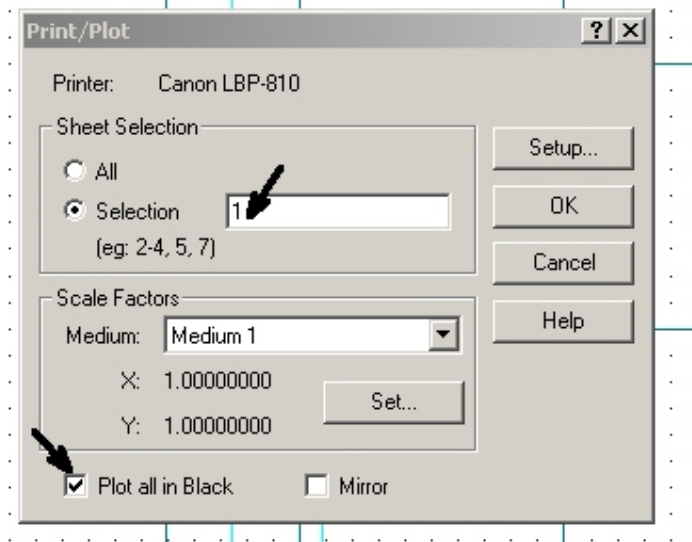 Print/Plot
Printer: Canon LBP-810
Sheet Selection
All
Selection 1
(eg: 2-4, 5, 7)
Setup...
OK
Cancel
Help
Scale Factors
Medium: Medium 1
X: 1.00000000
Y: 1.00000000
Set...
Plot all in Black
Mirror